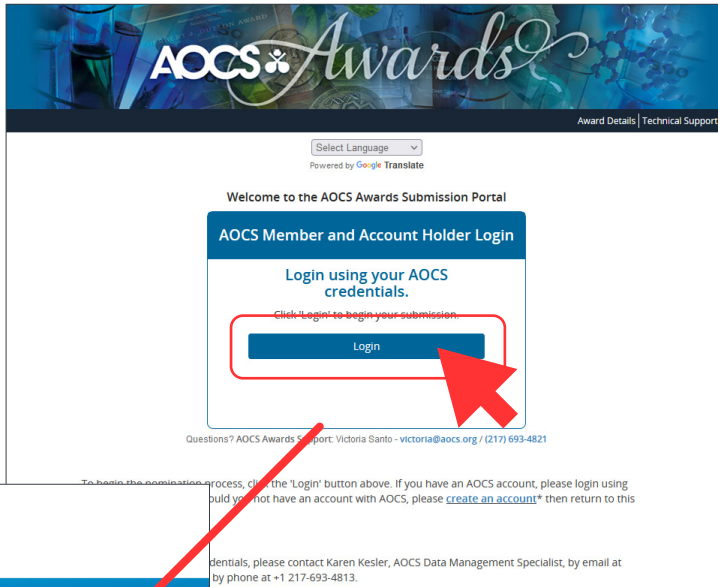 AOCS Awards
Award Details | Technical Support
Select Language
Powered by Google Translate
Welcome to the AOCS Awards Submission Portal
AOCS Member and Account Holder Login
Login using your AOCS
credentials.
Click 'Login' to begin your submission.
Login
Questions? AOCS Awards Support: Victoria Santo - victoria@aocs.org / (217) 693-4821
To begin the nomination process, click the 'Login' button above. If you have an AOCS account, please login using
you not have an account with AOCS, please create an account* then return to this
please contact Karen Kesler, AOCS Data Management Specialist, by email at
by phone at +1 217-693-4813.